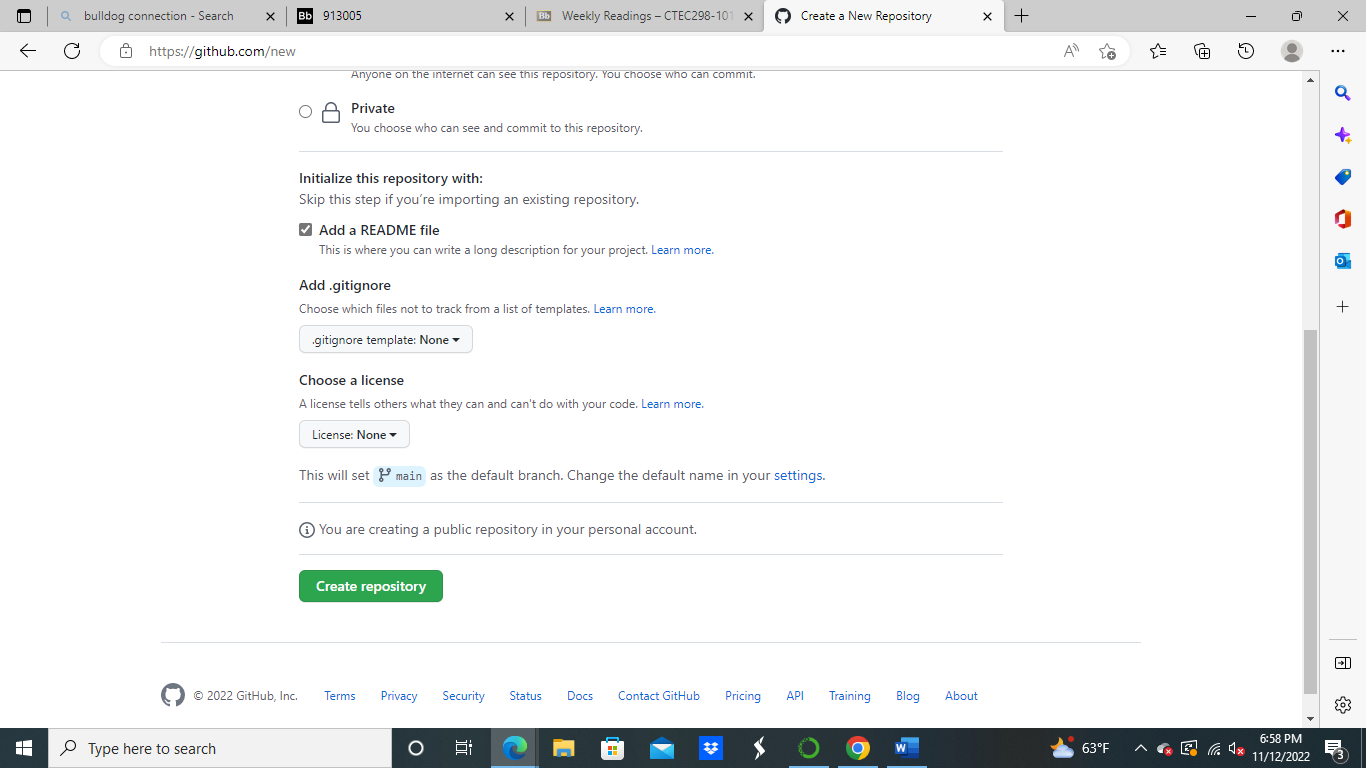 bulldog connection - Search
Bb 913005
Bb Weekly Readings – CTEC298-101
Create a New Repository
https://github.com/new
Anyone on the internet can see this repository. You choose who can commit.
Private
You choose who can see and commit to this repository.
Initialize this repository with:
Skip this step if you're importing an existing repository.
Add a README file
This is where you can write a long description for your project. Learn more.
Add .gitignore
Choose which files not to track from a list of templates. Learn more.
.gitignore template: None
Choose a license
A license tells others what they can and can't do with your code. Learn more.
License: None
This will set main as the default branch. Change the default name in your settings.
You are creating a public repository in your personal account.
Create repository
© 2022 GitHub, Inc. Terms Privacy Security Status Docs Contact GitHub Pricing API Training Blog About
Type here to search
63°F
6:58 PM
11/12/2022
3